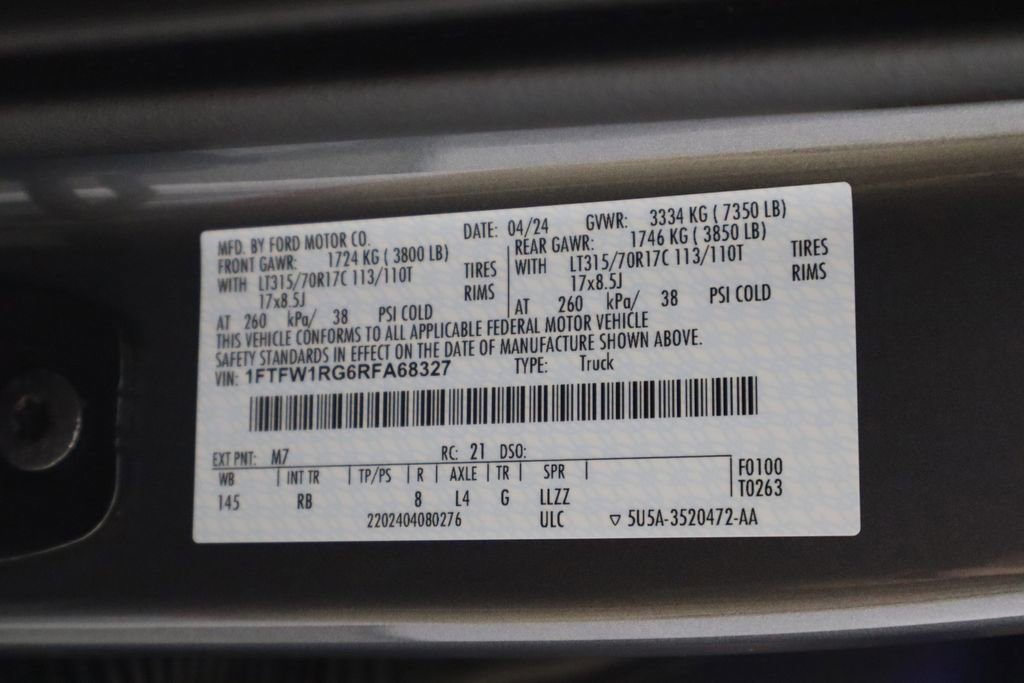 MFD. BY FORD MOTOR CO. DATE: 04/24 GVWR: 3334 KG ( 7350 LB)
FRONT GAWR: 1724 KG ( 3800 LB) REAR GAWR: 1746 KG ( 3850 LB)
WITH LT315/70R17C 113/110T TIRES WITH LT315/70R17C 113/110T TIRES
17x8.5J RIMS 17x8.5J RIMS
AT 260 kPa/ 38 PSI COLD AT 260 kPa/ 38 PSI COLD
THIS VEHICLE CONFORMS TO ALL APPLICABLE FEDERAL MOTOR VEHICLE
SAFETY STANDARDS IN EFFECT ON THE DATE OF MANUFACTURE SHOWN ABOVE.
VIN: 1FTFW1RG6RFA68327 TYPE: Truck
EXT PNT: M7 RC: 21 DSO:
WB INT TR TP/PS R AXLE TR SPR F0100
145 RB 8 L4 G LLZZ T0263
2202404080276 ULC ▽ 5U5A-3520472-AA